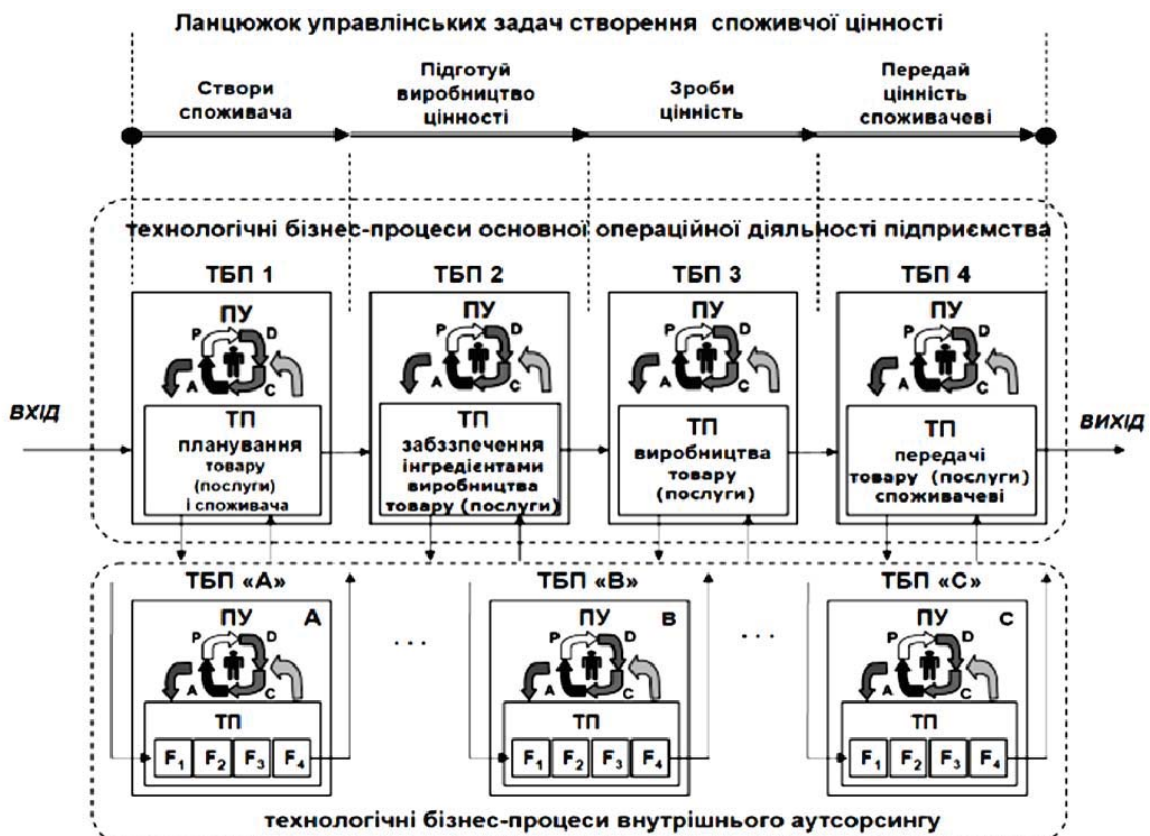 Ланцюжок управлінських задач створення споживчої цінності
Створи
споживача
Підготуй
виробництво
цінності
Зроби
цінність
Передай
цінність
споживачеві
технологічні бізнес-процеси основної операційної діяльності підприємства
ТБП 1
ТБП 2
ТБП 3
ТБП 4
ПУ
P
D
A
C
ПУ
P
D
A
C
ПУ
P
D
A
C
ПУ
P
D
A
C
ВХІД
ТП
планування
товару
(послуги)
і споживача
ТП
забззпечення
інгредієнтами
виробництва
товару (послуги)
ТП
виробництва
товару
(послуги)
ТП
передачі
товару (послуги)
споживачеві
ВИХІД
ТБП «А»
ТБП «В»
ТБП «С»
ПУ
А
P
D
A
C
ТП
F1 F2 F3 F4
. . .
ПУ
В
P
D
A
C
ТП
F1 F2 F3 F4
. . .
ПУ
С
P
D
A
C
ТП
F1 F2 F3 F4
технологічні бізнес-процеси внутрішнього аутсорсингу